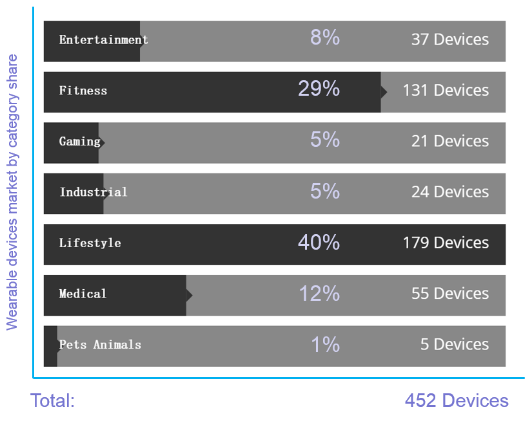 Wearable devices market by category share
Entertainment 8% 37 Devices
Fitness 29% 131 Devices
Gaming 5% 21 Devices
Industrial 5% 24 Devices
Lifestyle 40% 179 Devices
Medical 12% 55 Devices
Pets Animals 1% 5 Devices
Total: 452 Devices